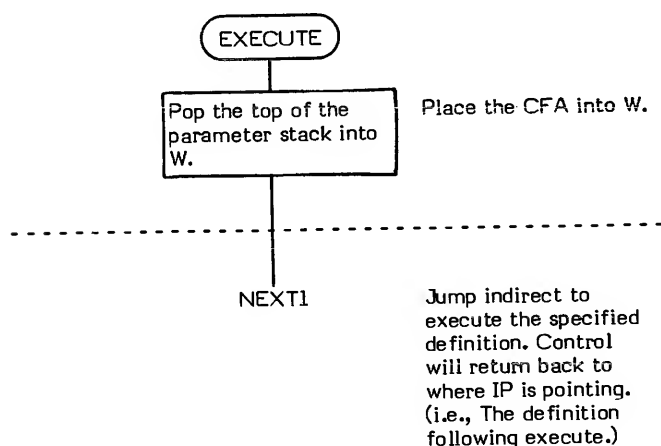 EXECUTE
Pop the top of the
parameter stack into
W.
Place the CFA into W.
NEXT1
Jump indirect to
execute the specified
definition. Control
will return back to
where IP is pointing.
(i.e., The definition
following execute.)